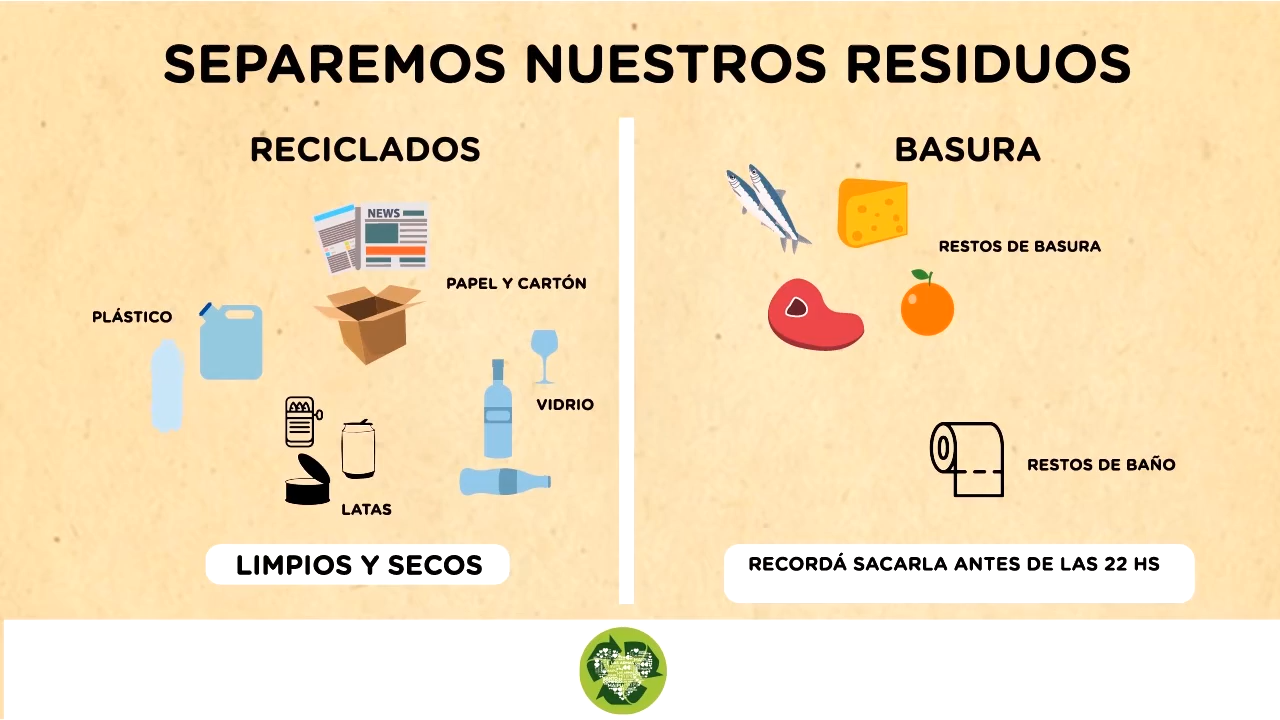 SEPAREMOS NUESTROS RESIDUOS
RECICLADOS
NEWS
PAPEL Y CARTÓN
PLÁSTICO
VIDRIO
LATAS
LIMPIOS Y SECOS
BASURA
RESTOS DE BASURA
RESTOS DE BAÑO
RECORDÁ SACARLA ANTES DE LAS 22 HS